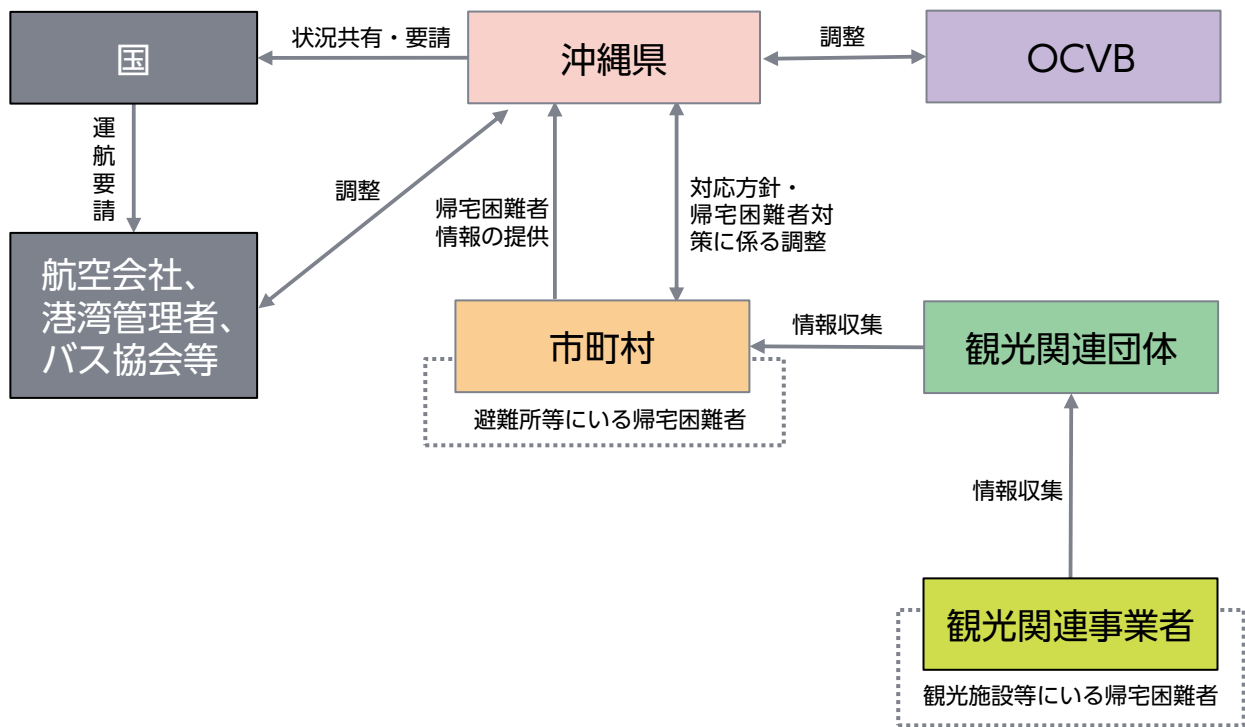 国
状況共有・要請
沖縄県
調整
OCVB
運航要請
調整
帰宅困難者
情報の提供
対応方針・
帰宅困難者対
策に係る調整
航空会社、
港湾管理者、
バス協会等
市町村
情報収集
観光関連団体
避難所等にいる帰宅困難者
情報収集
観光関連事業者
観光施設等にいる帰宅困難者